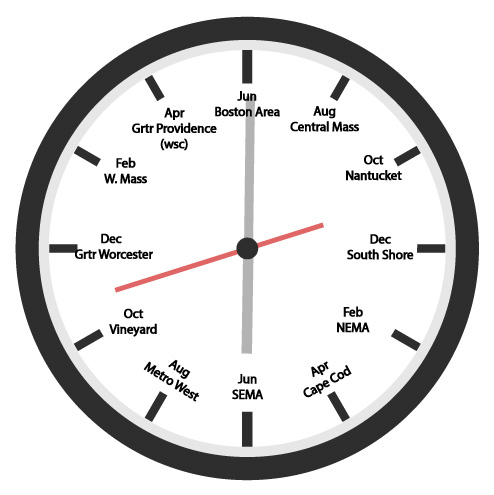 Jun
Boston Area
Aug
Central Mass
Oct
Nantucket
Dec
South Shore
Feb
NEMA
Apr
Cape Cod
Jun
SEMA
Aug
Metro West
Oct
Vineyard
Dec
Grtr Worcester
Feb
W. Mass
Apr
Grtr Providence
(wsc)